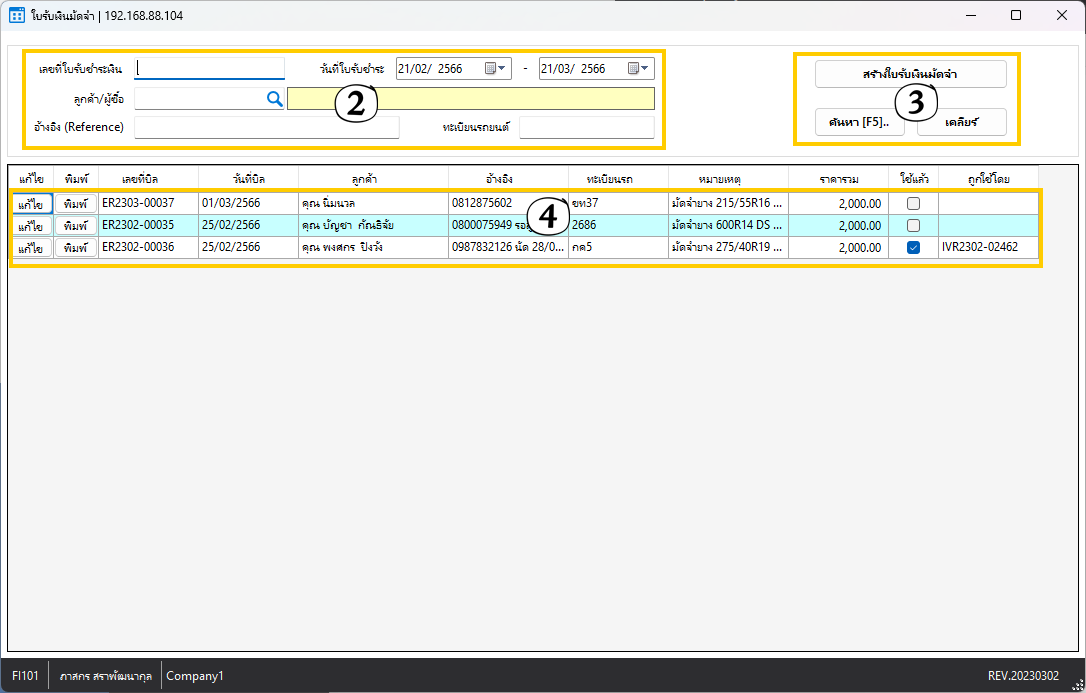 ใบรับเงินมัดจำ | 192.168.88.104
เลขที่ใบรับชำระเงิน วันที่ใบรับชำระ 21/02/ 2566 - 21/03/ 2566 สร้างใบรับเงินมัดจำ
ลูกค้า/ผู้ซื้อ 2 3
อ้างอิง (Reference) ทะเบียนรถยนต์ ค้นหา [F5].. เคลียร์
แก้ไข พิมพ์ เลขที่บิล วันที่บิล ลูกค้า อ้างอิง ทะเบียนรถ หมายเหตุ ราคารวม ใช้แล้ว ถูกใช้โดย
แก้ไข พิมพ์ ER2303-00037 01/03/2566 คุณ นิ่มนวล 0812875602 ขท37 มัดจำยาง 215/55R16 ... 2,000.00
แก้ไข พิมพ์ ER2302-00035 25/02/2566 คุณ บัญชา กัณธิจัย 0800075949 4 2686 มัดจำยาง 600R14 DS ... 2,000.00
แก้ไข พิมพ์ ER2302-00036 25/02/2566 คุณ พงศกร ปิงวัง 0987832126 นัด 28/0... กค5 มัดจำยาง 275/40R19 ... 2,000.00 IVR2302-02462
FI101 ภาสกร สราพัฒนากุล Company1 REV.20230302